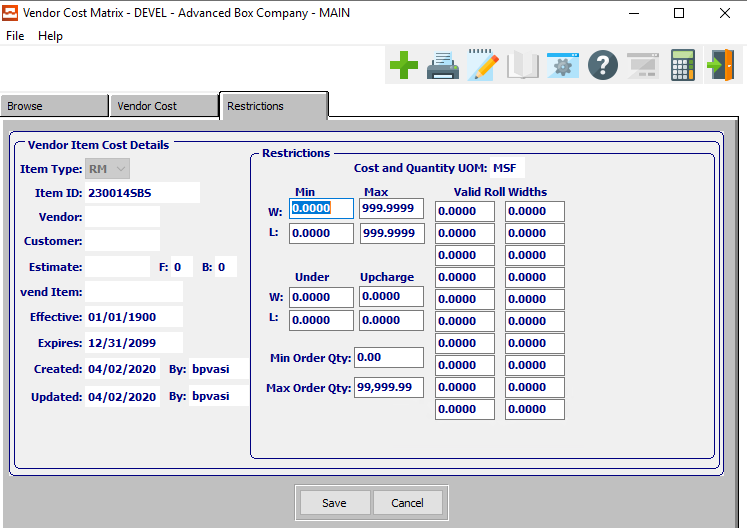 Vendor Cost Matrix - DEVEL - Advanced Box Company - MAIN
File Help
Browse Vendor Cost Restrictions
Vendor Item Cost Details
Item Type: RM
Item ID: 230014SBS
Vendor:
Customer:
Estimate: F: 0 B: 0
vend Item:
Effective: 01/01/1900
Expires: 12/31/2099
Created: 04/02/2020 By: bpvasi
Updated: 04/02/2020 By: bpvasi
Restrictions
Cost and Quantity UOM: MSF
Min Max
W: 0.0000 999.9999
L: 0.0000 999.9999
Under Upcharge
W: 0.0000 0.0000
L: 0.0000 0.0000
Min Order Qty: 0.00
Max Order Qty: 99,999.99
Valid Roll Widths
0.0000 0.0000
0.0000 0.0000
0.0000 0.0000
0.0000 0.0000
0.0000 0.0000
0.0000 0.0000
0.0000 0.0000
0.0000 0.0000
0.0000 0.0000
0.0000 0.0000
Save Cancel